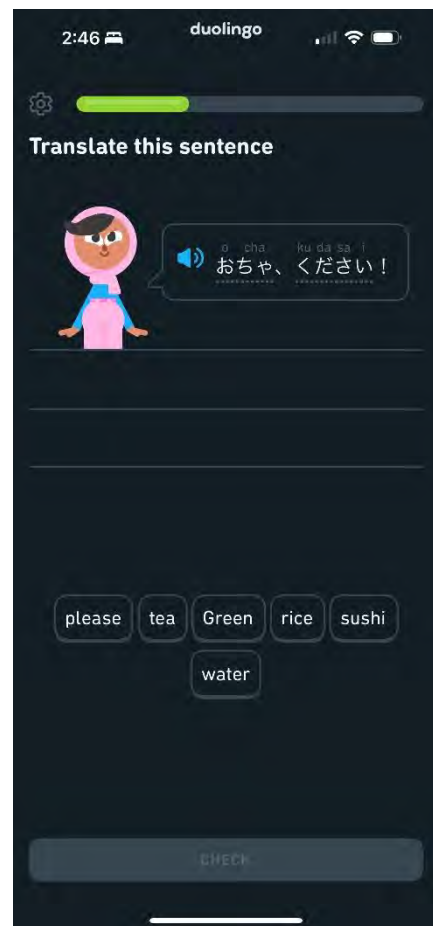 2:46
duolingo
Translate this sentence
o cha ku da sa i
おちゃ、ください！
please tea Green rice sushi
water
CHECK